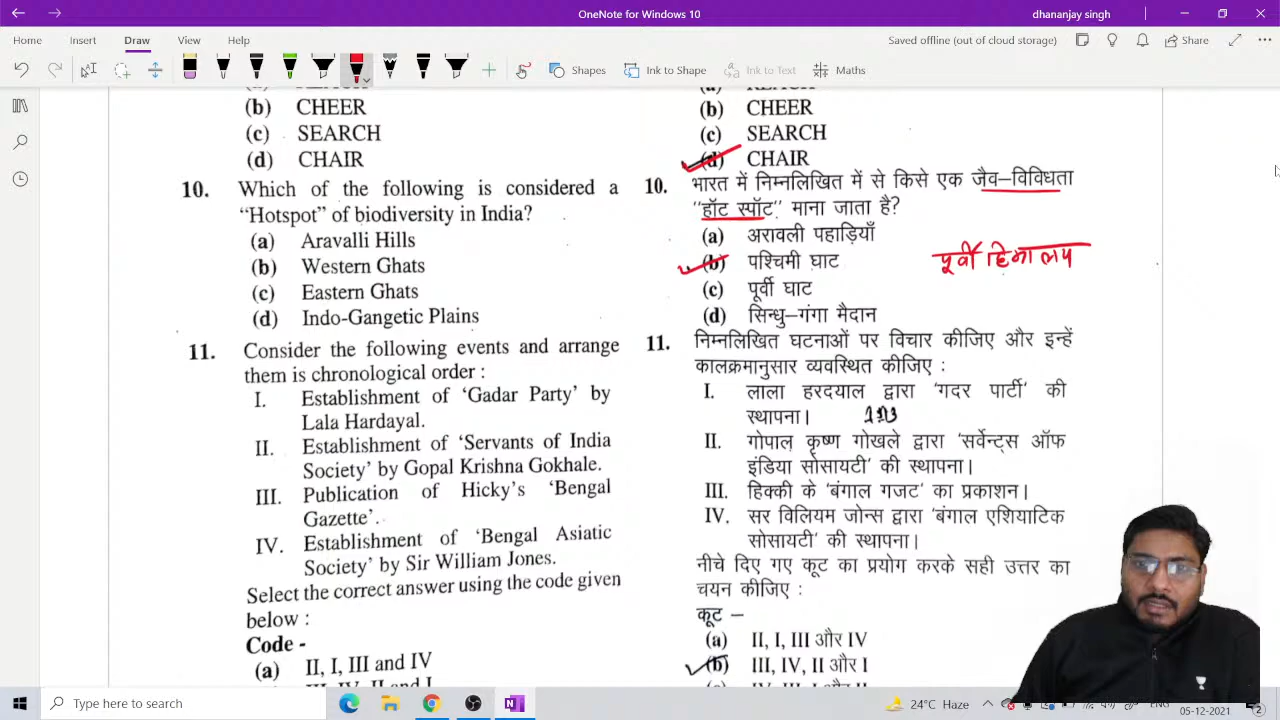 OneNote for Windows 10
dhananjay singh
Home Insert Draw View Help
Saved offline (out of storage)
Share
Shapes Ink to Shape Ink to Text Maths
(b) CHEER
(c) SEARCH
(d) CHAIR
10. Which of the following is considered a
"Hotspot" of biodiversity in India?
(a) Aravalli Hills
(b) Western Ghats
(c) Eastern Ghats
(d) Indo-Gangetic Plains
11. Consider the following events and arrange
them is chronological order :
I. Establishment of 'Gadar Party' by
Lala Hardayal.
II. Establishment of 'Servants of India
Society' by Gopal Krishna Gokhale.
III. Publication of Hicky's 'Bengal
Gazette'.
IV. Establishment of 'Bengal Asiatic
Society' by Sir William Jones.
Select the correct answer using the code given
below :
Code -
(a) II, I, III and IV
(a) REACH
(b) CHEER
(c) SEARCH
(d) CHAIR
10. भारत में निम्नलिखित में से किसे एक जैव–विविधता
''हॉट स्पॉट'' माना जाता है?
(a) अरावली पहाड़ियाँ
(b) पश्चिमी घाट
पूर्वी हिमालय
(c) पूर्वी घाट
(d) सिन्धु–गंगा मैदान
11. निम्नलिखित घटनाओं पर विचार कीजिए और इन्हें
कालक्रमानुसार व्यवस्थित कीजिए :
I. लाला हरदयाल द्वारा 'गदर पार्टी' की
स्थापना।
II. गोपाल कृष्ण गोखले द्वारा 'सर्वेन्ट्स ऑफ
इंडिया सोसायटी' की स्थापना।
III. हिक्की के 'बंगाल गजट' का प्रकाशन।
IV. सर विलियम जोन्स द्वारा 'बंगाल एशियाटिक
सोसायटी' की स्थापना।
नीचे दिए गए कूट का प्रयोग करके सही उत्तर का
चयन कीजिए :
कूट –
(a) II, I, III और IV
(b) III, IV, II और I
Type here to search
24°C Haze
05-12-2021